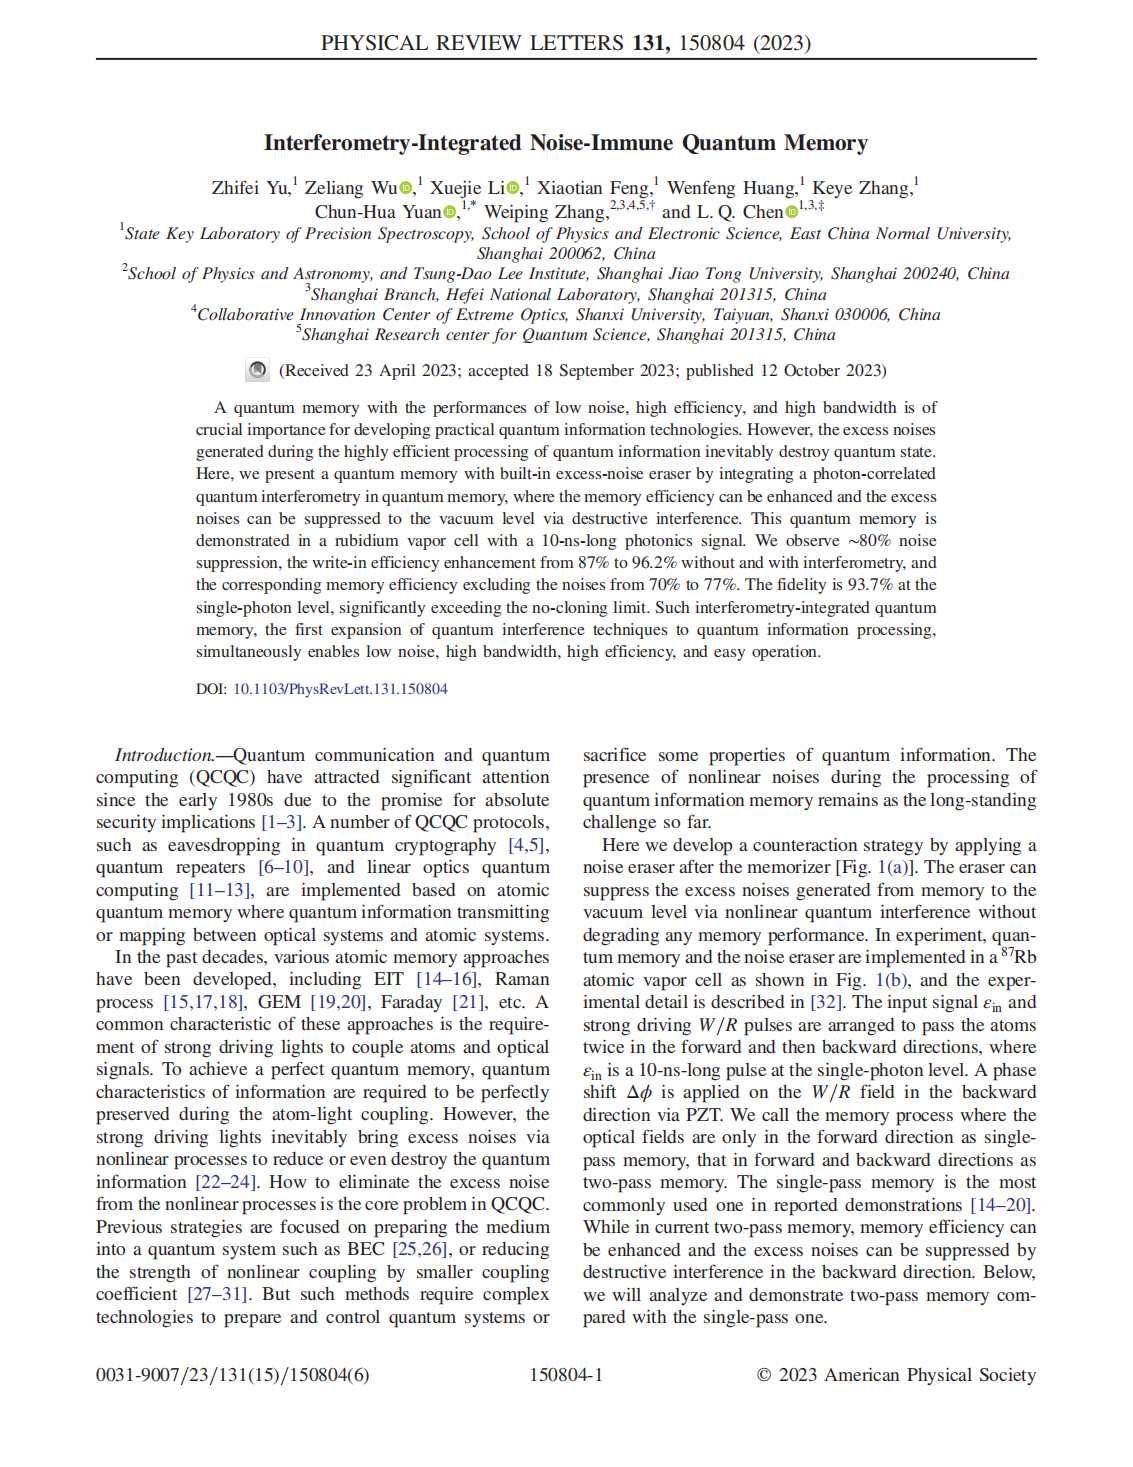 PHYSICAL REVIEW LETTERS 131, 150804 (2023)
Interferometry-Integrated Noise-Immune Quantum Memory
Zhifei Yu,1 Zeliang Wu,1 Xuejie Li,1 Xiaotian Feng,1 Wenfeng Huang,1 Keye Zhang,1
Chun-Hua Yuan,1,* Weiping Zhang,2,3,4,5,† and L. Q. Chen1,3,‡
1State Key Laboratory of Precision Spectroscopy, School of Physics and Electronic Science, East China Normal University,
Shanghai 200062, China
2School of Physics and Astronomy, and Tsung-Dao Lee Institute, Shanghai Jiao Tong University, Shanghai 200240, China
3Shanghai Branch, Hefei National Laboratory, Shanghai 201315, China
4Collaborative Innovation Center of Extreme Optics, Shanxi University, Taiyuan, Shanxi 030006, China
5Shanghai Research center for Quantum Science, Shanghai 201315, China
(Received 23 April 2023; accepted 18 September 2023; published 12 October 2023)
A quantum memory with the performances of low noise, high efficiency, and high bandwidth is of
crucial importance for developing practical quantum information technologies. However, the excess noises
generated during the highly efficient processing of quantum information inevitably destroy quantum state.
Here, we present a quantum memory with built-in excess-noise eraser by integrating a photon-correlated
quantum interferometry in quantum memory, where the memory efficiency can be enhanced and the excess
noises can be suppressed to the vacuum level via destructive interference. This quantum memory is
demonstrated in a rubidium vapor cell with a 10-ns-long photonics signal. We observe ~80% noise
suppression, the write-in efficiency enhancement from 87% to 96.2% without and with interferometry, and
the corresponding memory efficiency excluding the noises from 70% to 77%. The fidelity is 93.7% at the
single-photon level, significantly exceeding the no-cloning limit. Such interferometry-integrated quantum
memory, the first expansion of quantum interference techniques to quantum information processing,
simultaneously enables low noise, high bandwidth, high efficiency, and easy operation.
DOI: 10.1103/PhysRevLett.131.150804
Introduction.—Quantum communication and quantum
computing (QCQC) have attracted significant attention
since the early 1980s due to the promise for absolute
security implications [1–3]. A number of QCQC protocols,
such as eavesdropping in quantum cryptography [4,5],
quantum repeaters [6–10], and linear optics quantum
computing [11–13], are implemented based on atomic
quantum memory where quantum information transmitting
or mapping between optical systems and atomic systems.
In the past decades, various atomic memory approaches
have been developed, including EIT [14–16], Raman
process [15,17,18], GEM [19,20], Faraday [21], etc. A
common characteristic of these approaches is the require-
ment of strong driving lights to couple atoms and optical
signals. To achieve a perfect quantum memory, quantum
characteristics of information are required to be perfectly
preserved during the atom-light coupling. However, the
strong driving lights inevitably bring excess noises via
nonlinear processes to reduce or even destroy the quantum
information [22–24]. How to eliminate the excess noise
from the nonlinear processes is the core problem in QCQC.
Previous strategies are focused on preparing the medium
into a quantum system such as BEC [25,26], or reducing
the strength of nonlinear coupling by smaller coupling
coefficient [27–31]. But such methods require complex
technologies to prepare and control quantum systems or
sacrifice some properties of quantum information. The
presence of nonlinear noises during the processing of
quantum information memory remains as the long-standing
challenge so far.
Here we develop a counteraction strategy by applying a
noise eraser after the memorizer [Fig. 1(a)]. The eraser can
suppress the excess noises generated from memory to the
vacuum level via nonlinear quantum interference without
degrading any memory performance. In experiment, quan-
tum memory and the noise eraser are implemented in a 87Rb
atomic vapor cell as shown in Fig. 1(b), and the exper-
imental detail is described in [32]. The input signal εin and
strong driving W/R pulses are arranged to pass the atoms
twice in the forward and then backward directions, where
εin is a 10-ns-long pulse at the single-photon level. A phase
shift Δϕ is applied on the W/R field in the backward
direction via PZT. We call the memory process where the
optical fields are only in the forward direction as single-
pass memory, that in forward and backward directions as
two-pass memory. The single-pass memory is the most
commonly used one in reported demonstrations [14–20].
While in current two-pass memory, memory efficiency can
be enhanced and the excess noises can be suppressed by
destructive interference in the backward direction. Below,
we will analyze and demonstrate two-pass memory com-
pared with the single-pass one.
0031-9007/23/131(15)/150804(6)
150804-1
© 2023 American Physical Society